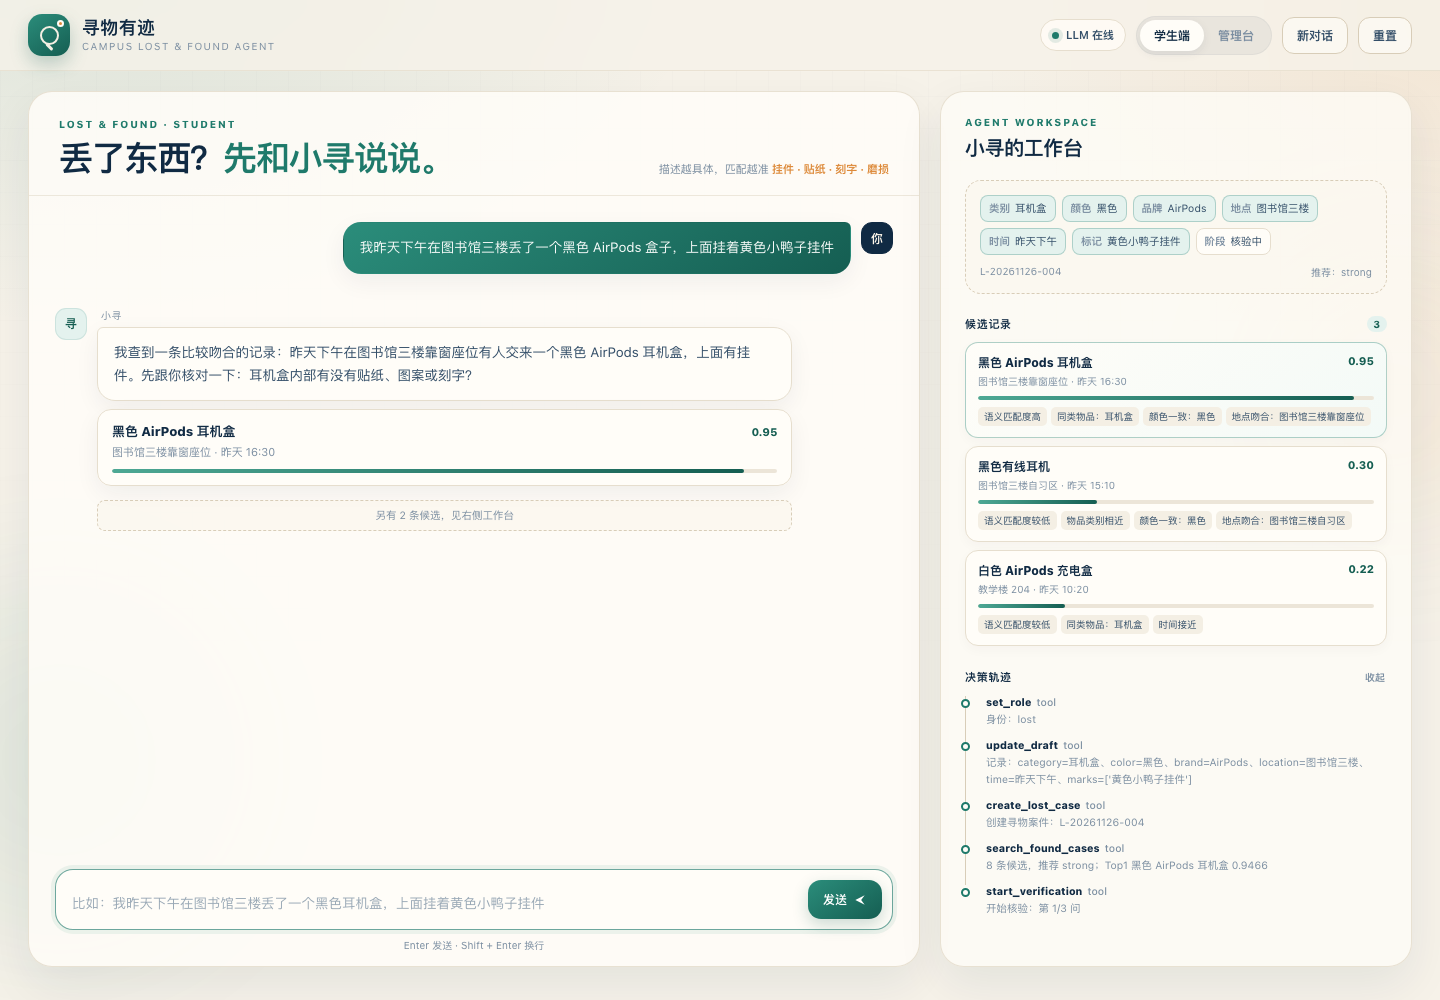 寻物有迹
CAMPUS LOST & FOUND AGENT
LLM 在线
学生端
管理台
新对话
重置
LOST & FOUND · STUDENT
丢了东西？先和小寻说说。
描述越具体，匹配越准 挂件 · 贴纸 · 刻字 · 磨损
我昨天下午在图书馆三楼丢了一个黑色 AirPods 盒子，上面挂着黄色小鸭子挂件
你
寻
小寻
我查到一条比较吻合的记录：昨天下午在图书馆三楼靠窗座位有人交来一个黑色 AirPods 耳机盒，上面有挂
件。先跟你核对一下：耳机盒内部有没有贴纸、图案或刻字？
黑色 AirPods 耳机盒
0.95
图书馆三楼靠窗座位 · 昨天 16:30
另有 2 条候选，见右侧工作台
比如：我昨天下午在图书馆三楼丢了一个黑色耳机盒，上面挂着黄色小鸭子挂件
发送
Enter 发送 · Shift + Enter 换行
AGENT WORKSPACE
小寻的工作台
类别 耳机盒
颜色 黑色
品牌 AirPods
地点 图书馆三楼
时间 昨天下午
标记 黄色小鸭子挂件
阶段 核验中
L-20261126-004
推荐：strong
候选记录
3
黑色 AirPods 耳机盒
0.95
图书馆三楼靠窗座位 · 昨天 16:30
语义匹配度高
同类物品：耳机盒
颜色一致：黑色
地点吻合：图书馆三楼靠窗座位
黑色有线耳机
0.30
图书馆三楼自习区 · 昨天 15:10
语义匹配度较低
物品类别相近
颜色一致：黑色
地点吻合：图书馆三楼自习区
白色 AirPods 充电盒
0.22
教学楼 204 · 昨天 10:20
语义匹配度较低
同类物品：耳机盒
时间接近
决策轨迹
收起
set_role tool
身份：lost
update_draft tool
记录：category=耳机盒、color=黑色、brand=AirPods、location=图书馆三楼、
time=昨天下午、marks=['黄色小鸭子挂件']
create_lost_case tool
创建寻物案件：L-20261126-004
search_found_cases tool
8 条候选，推荐 strong；Top1 黑色 AirPods 耳机盒 0.9466
start_verification tool
开始核验：第 1/3 问